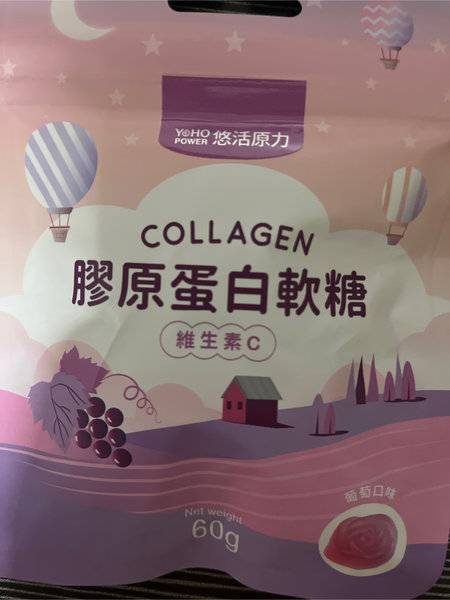 YOHO POWER 悠活原力
COLLAGEN
膠原蛋白軟糖
維生素C
葡萄口味
Net weight
60g